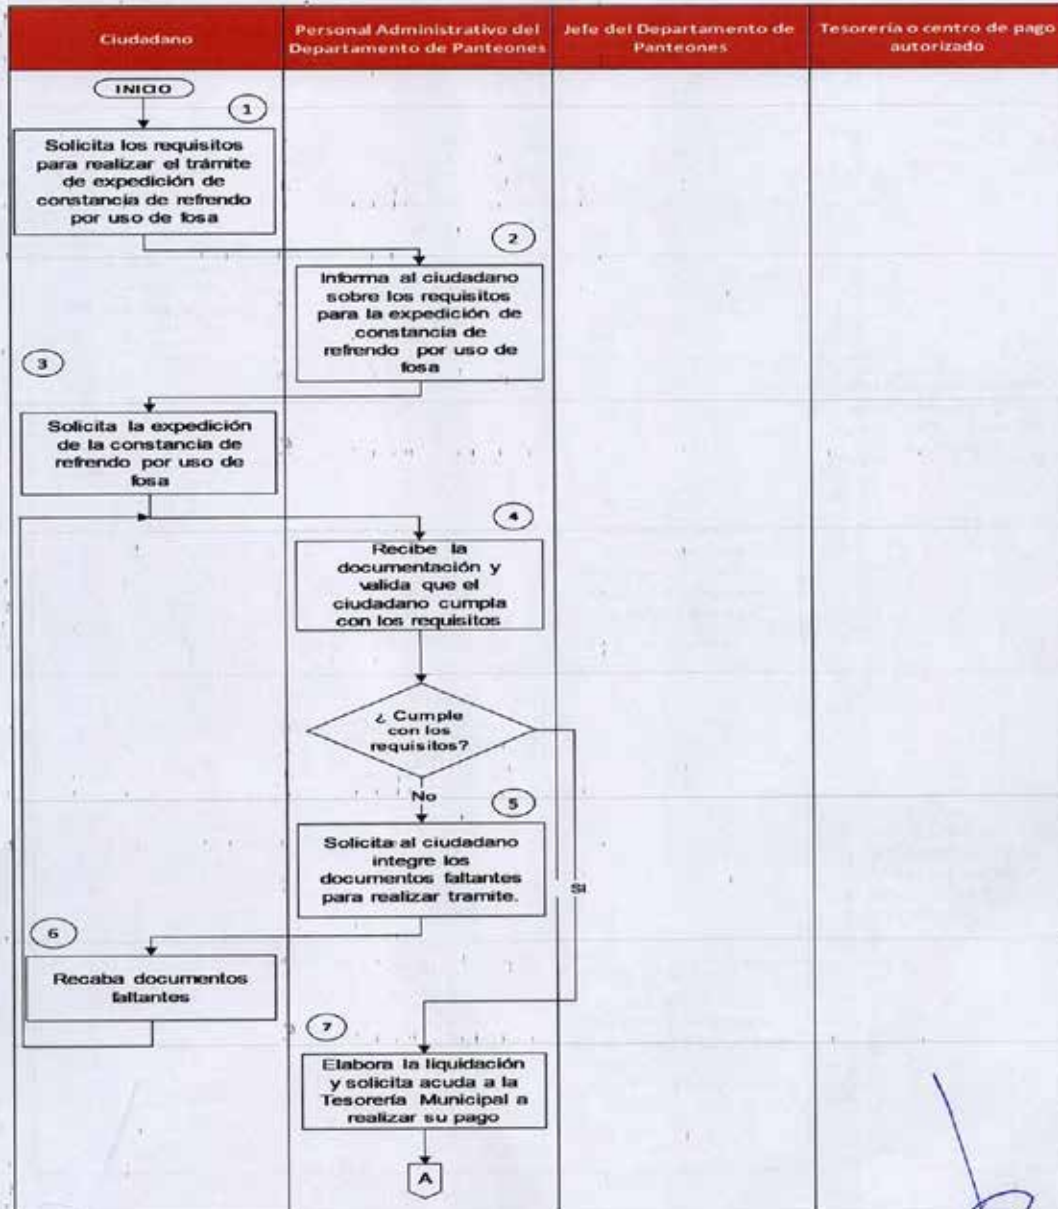 Ciudadano
Personal Administrativo del
Departamento de Panteones
Jefe del Departamento de
Panteones
Tesorería o centro de pago
autorizado
INICIO
1
Solicita los requisitos
para realizar el trámite
de expedición de
constancia de refrendo
por uso de fosa
2
Informa al ciudadano
sobre los requisitos
para la expedición de
constancia de
refrendo por uso de
fosa
3
Solicita la expedición
de la constancia de
refrendo por uso de
fosa
4
Recibe la
documentación y
valida que el
ciudadano cumpla
con los requisitos
¿ Cumple
con los
requisitos?
No
5
Solicita al ciudadano
integre los
documentos faltantes
para realizar tramite.
SI
6
Recaba documentos
faltantes
7
Elabora la liquidación
y solicita acuda a la
Tesorería Municipal a
realizar su pago
A